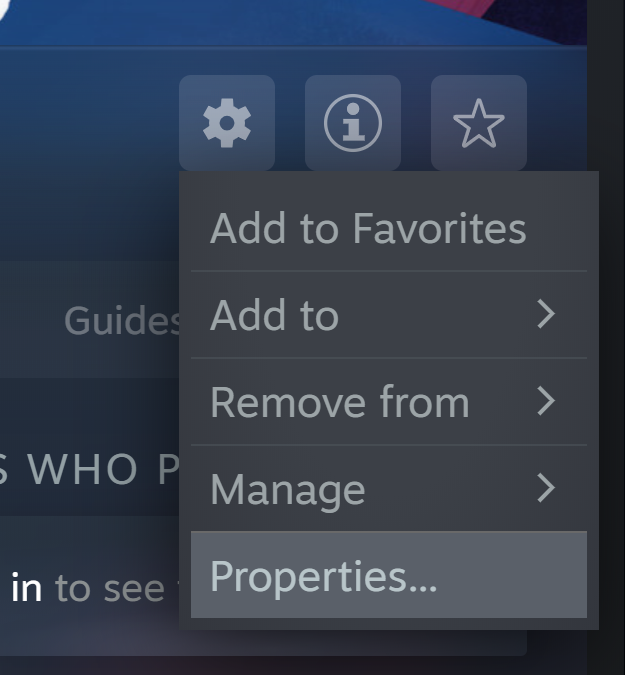 Add to Favorites
Add to
Guides
Remove from
WHO
Manage
Properties...
in to see